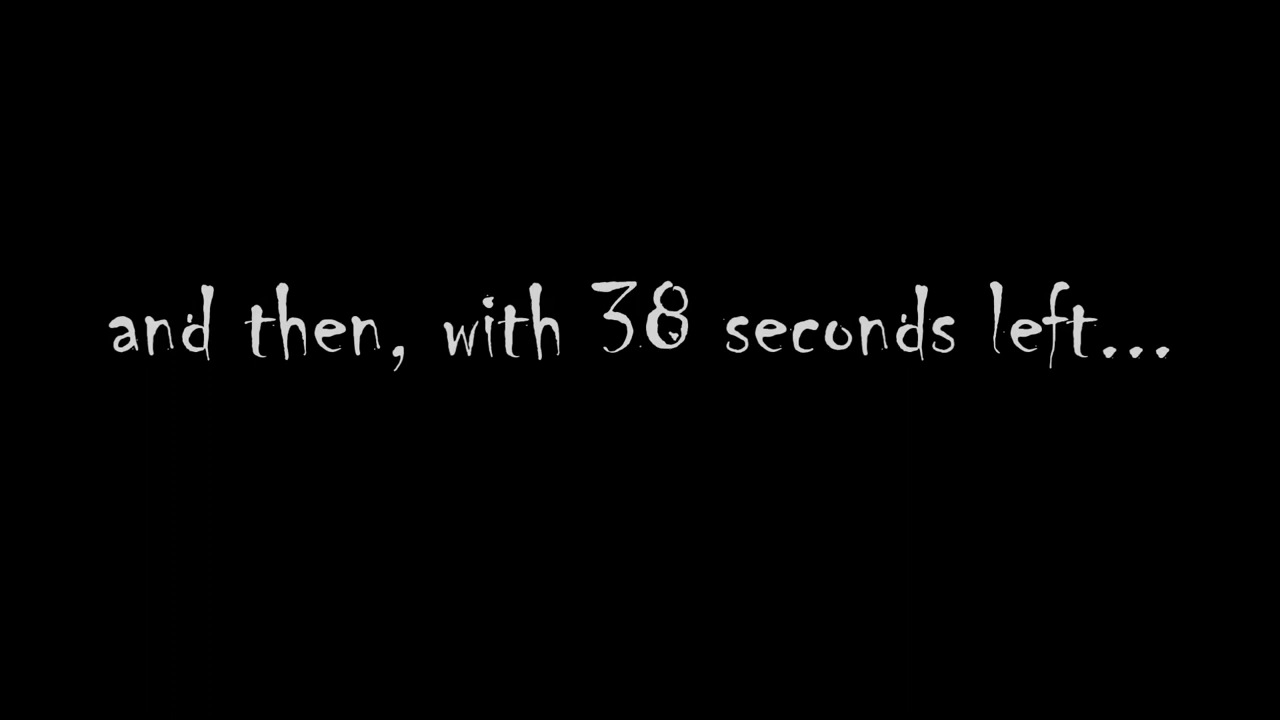 and then, with 38 seconds left...